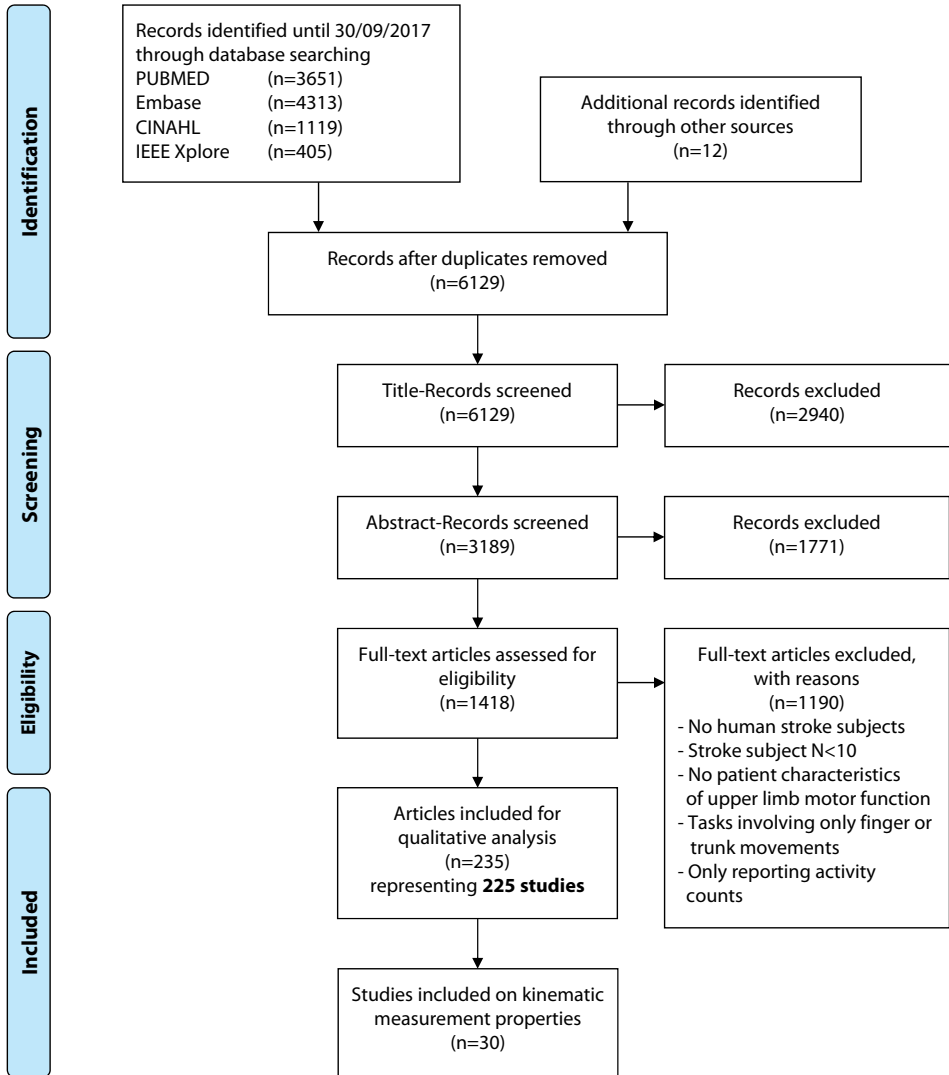 Identification
Records identified until 30/09/2017
through database searching
PUBMED (n=3651)
Embase (n=4313)
CINAHL (n=1119)
IEEE Xplore (n=405)
Additional records identified
through other sources
(n=12)
Records after duplicates removed
(n=6129)
Screening
Title-Records screened
(n=6129)
Records excluded
(n=2940)
Abstract-Records screened
(n=3189)
Records excluded
(n=1771)
Eligibility
Full-text articles assessed for
eligibility
(n=1418)
Full-text articles excluded,
with reasons
(n=1190)
- No human stroke subjects
- Stroke subject N<10
- No patient characteristics
of upper limb motor function
- Tasks involving only finger or
trunk movements
- Only reporting activity
counts
Included
Articles included for
qualitative analysis
(n=235)
representing 225 studies
Studies included on kinematic
measurement properties
(n=30)